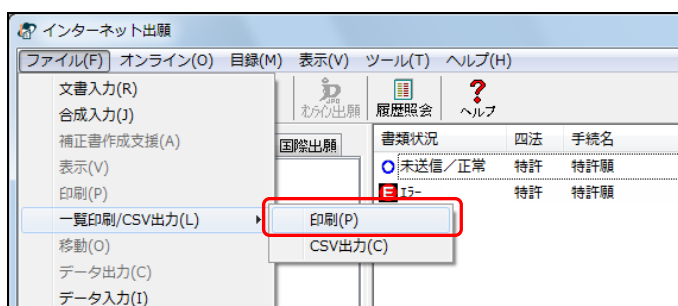 インターネット出願
ファイル(F) オンライン(O) 目録(M) 表示(V) ツール(T) ヘルプ(H)
文書入力(R)
合成入力(J)
補正書作成支援(A)
表示(V)
印刷(P)
一覧印刷/CSV出力(L)
移動(O)
データ出力(C)
データ入力(I)
印刷(P)
CSV出力(C)
JPO
オンライン出願
履歴照会
ヘルプ
国際出願
書類状況 四法 手続名
未送信／正常 特許 特許願
E エラー 特許 特許願